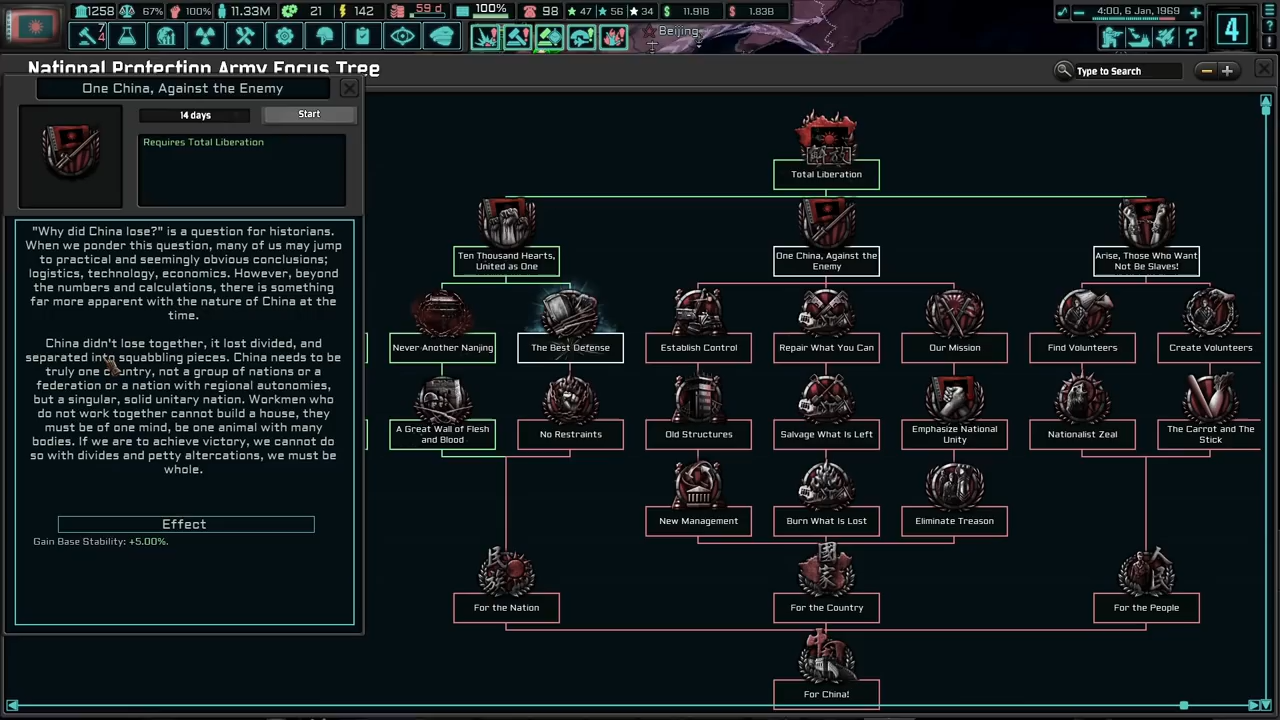 1258 67% 100% 11.33M 21 142 59 d 100% 98 47 56 34 $ 11.91B $ 1.83B 4:00, 6 Jan, 1969
Beijing
4
National Protection Army Focus Tree
Type to Search
One China, Against the Enemy
14 days
Start
Requires Total Liberation
"Why did China lose?" is a question for historians.
When we ponder this question, many of us may jump
to practical and seemingly obvious conclusions;
logistics, technology, economics. However, beyond
the numbers and calculations, there is something
far more apparent with the nature of China at the
time.
China didn't lose together, it lost divided, and
separated into squabbling pieces. China needs to be
truly one country, not a group of nations or a
federation or a nation with regional autonomies,
but a singular, solid unitary nation. Workmen who
do not work together cannot build a house, they
must be of one mind, be one animal with many
bodies. If we are to achieve victory, we cannot do
so with divides and petty altercations, we must be
whole.
Effect
Gain Base Stability: +5.00%.
解放
Total Liberation
Ten Thousand Hearts,
United as One
One China, Against the
Enemy
Arise, Those Who Want
Not Be Slaves!
Never Another Nanjing
The Best Defense
Establish Control
Repair What You Can
Our Mission
Find Volunteers
Create Volunteers
A Great Wall of Flesh
and Blood
No Restraints
Old Structures
Salvage What Is Left
Emphasize National
Unity
Nationalist Zeal
The Carrot and The
Stick
New Management
Burn What Is Lost
Eliminate Treason
民族
For the Nation
國家
For the Country
人民
For the People
中
For China!